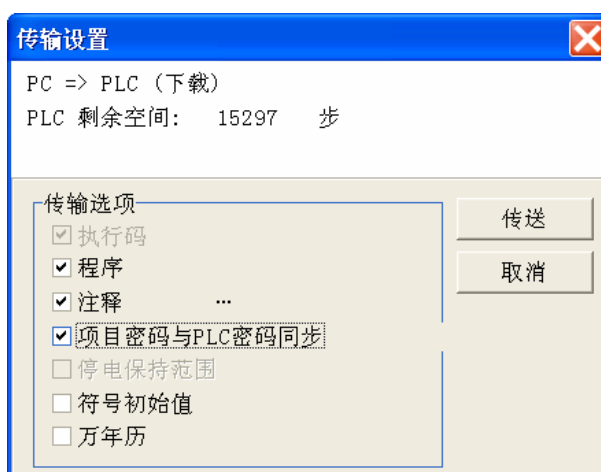 传输设置
PC => PLC (下载)
PLC 剩余空间: 15297 步
传输选项
执行码
程序
注释 ...
项目密码与PLC密码同步
停电保持范围
符号初始值
万年历
传送
取消